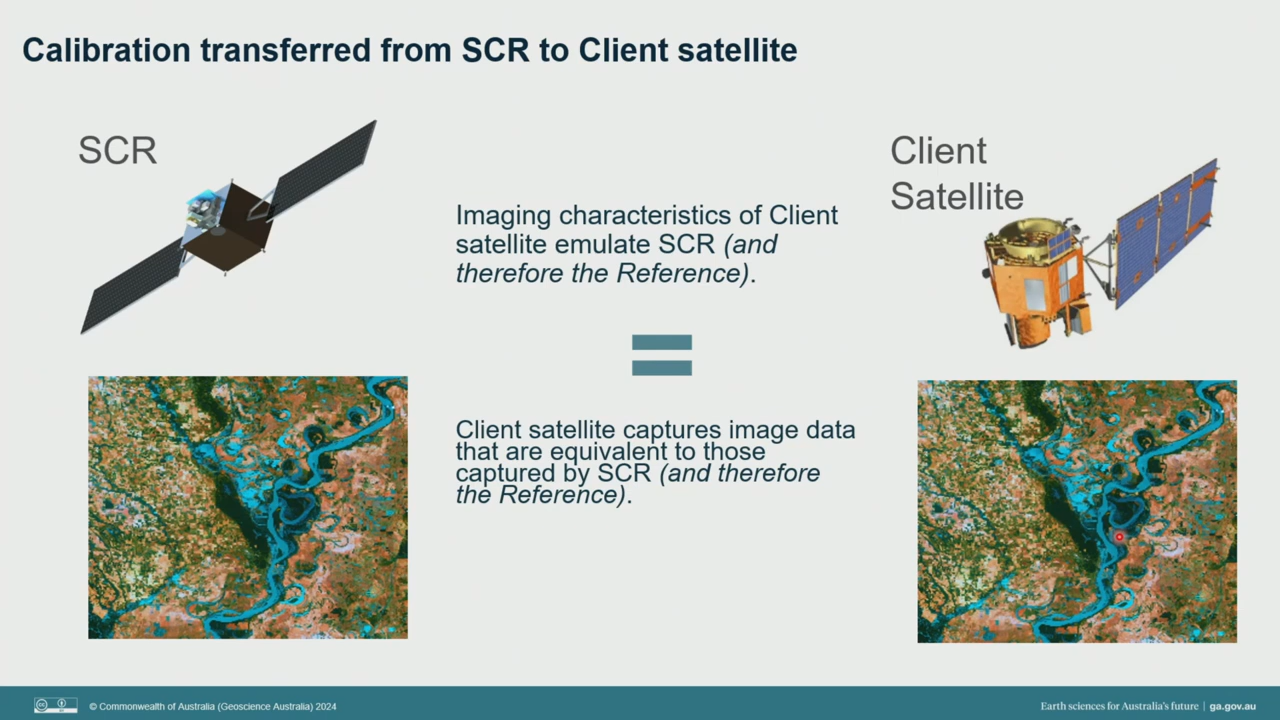 Calibration transferred from SCR to Client satellite
SCR
Imaging characteristics of Client
satellite emulate SCR (and
therefore the Reference).
Client satellite captures image data
that are equivalent to those
captured by SCR (and therefore
the Reference).
Client
Satellite
© Commonwealth of Australia (Geoscience Australia) 2024
Earth sciences for Australia's future | ga.gov.au